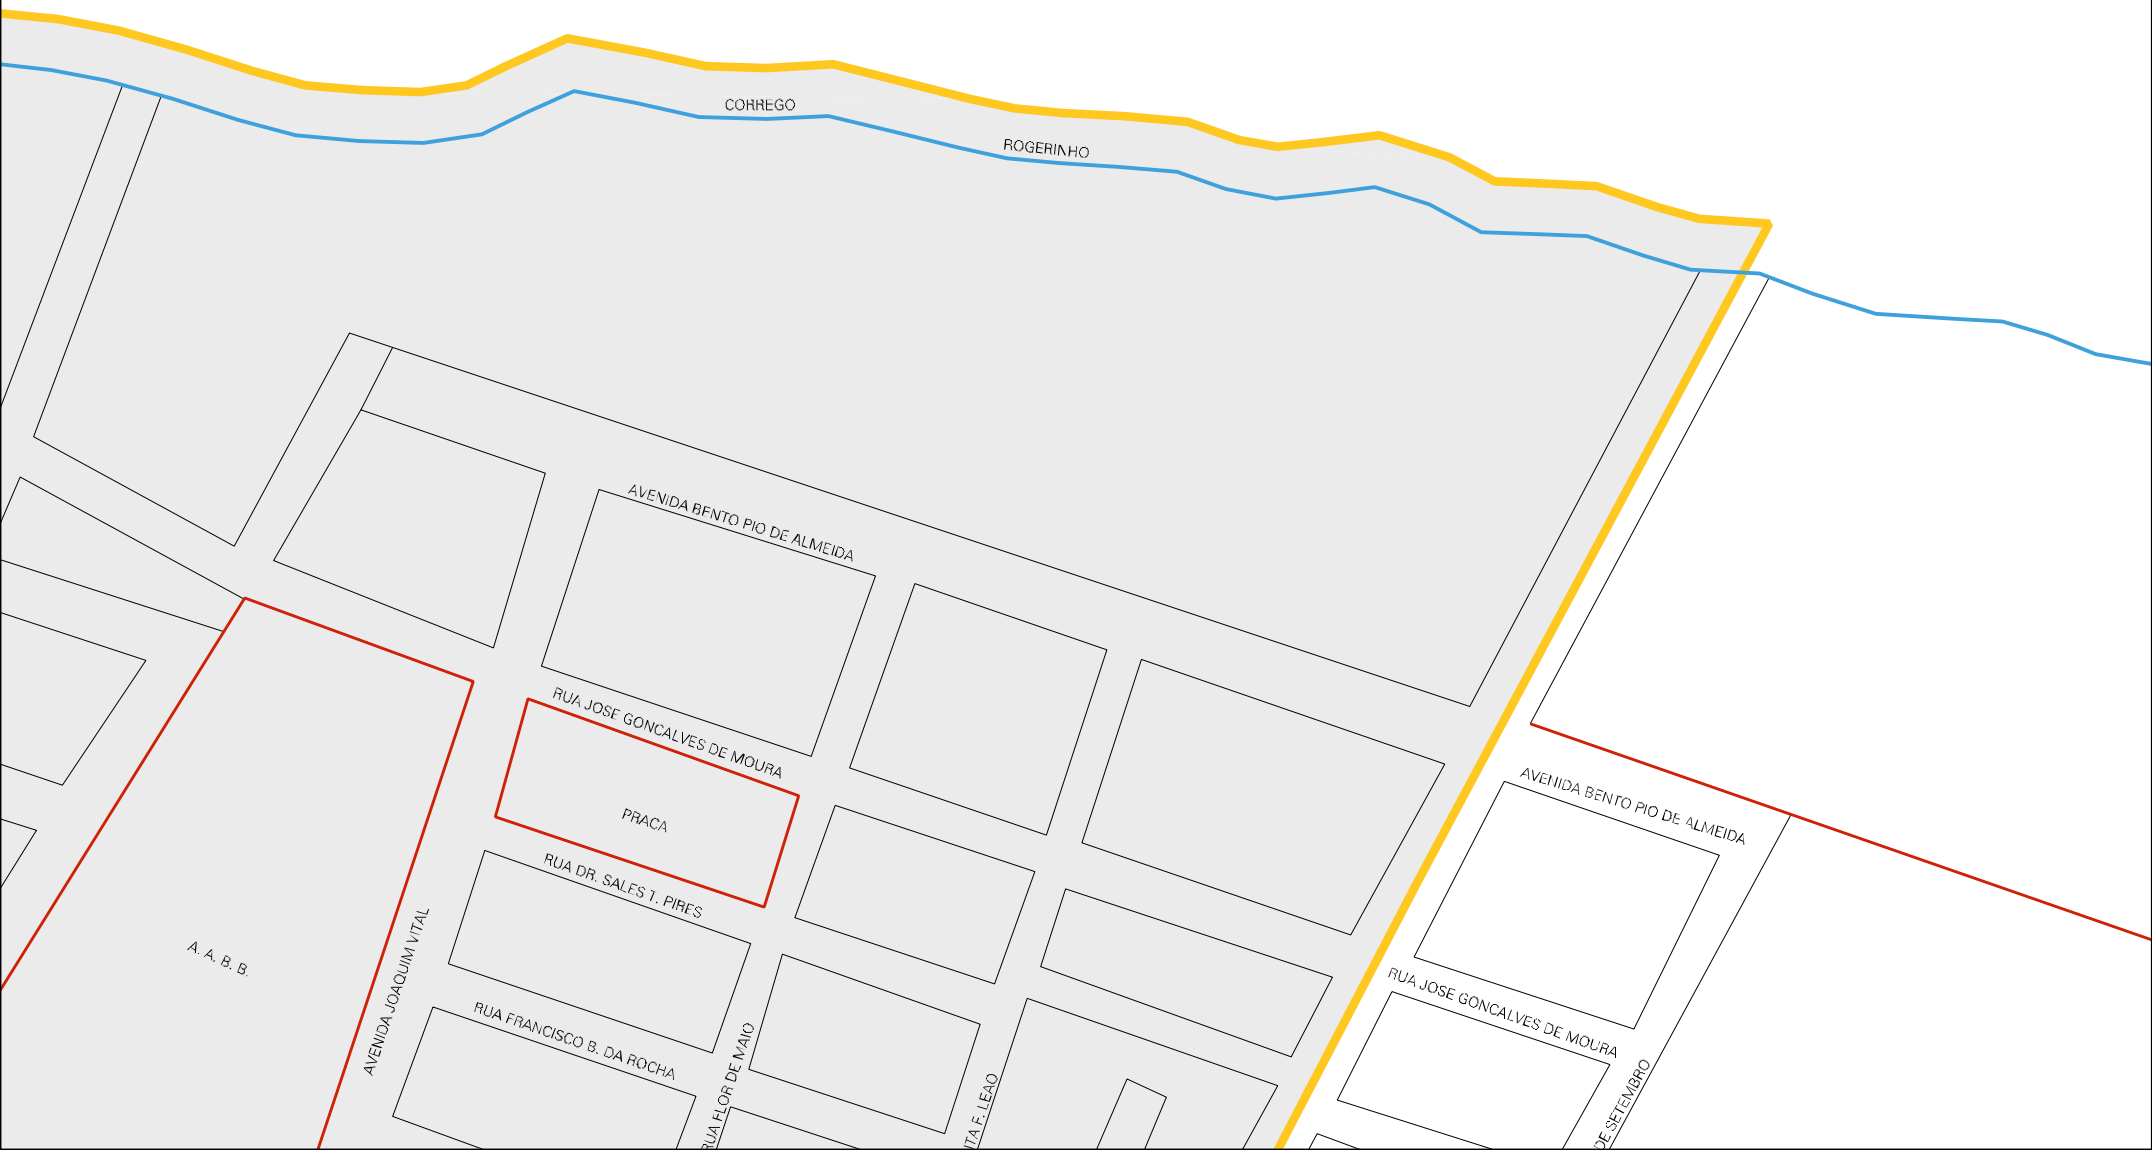 CORREGO
ROGERINHO
AVENIDA BENTO PIO DE ALMEIDA
RUA JOSE GONCALVES DE MOURA
AVENIDA BENTO PIO DE ALMEIDA
PRACA
RUA DR. SALES T. PIRES
A. A. B. B.
AVENIDA JOAQUIM VITAL
RUA JOSE GONCALVES DE MOURA
RUA FRANCISCO B. DA ROCHA
RUA FLOR DE MAIO
ITA F. LEAO
DE SETEMBRO